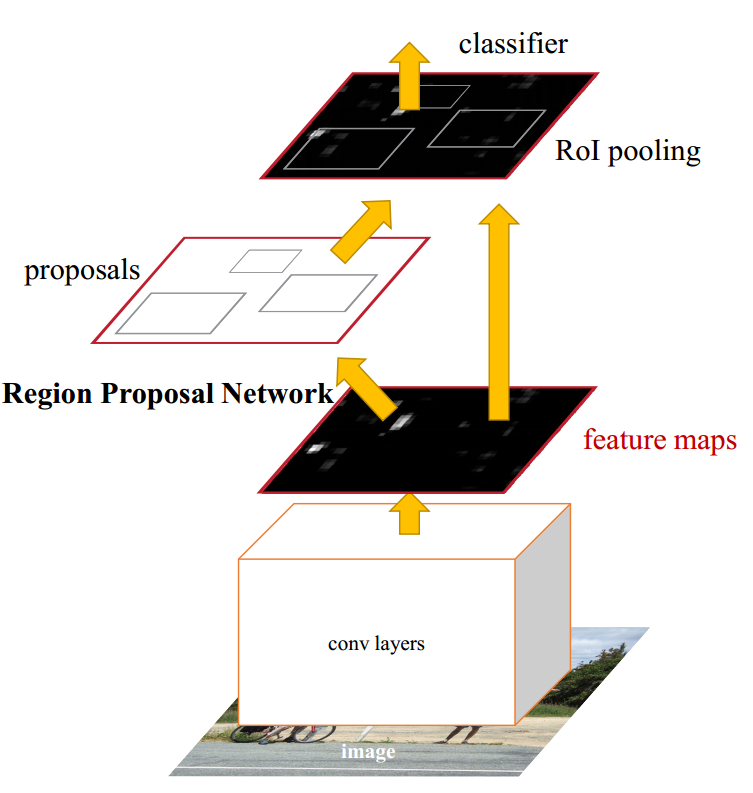 classifier
RoI pooling
proposals
Region Proposal Network
feature maps
conv layers
image